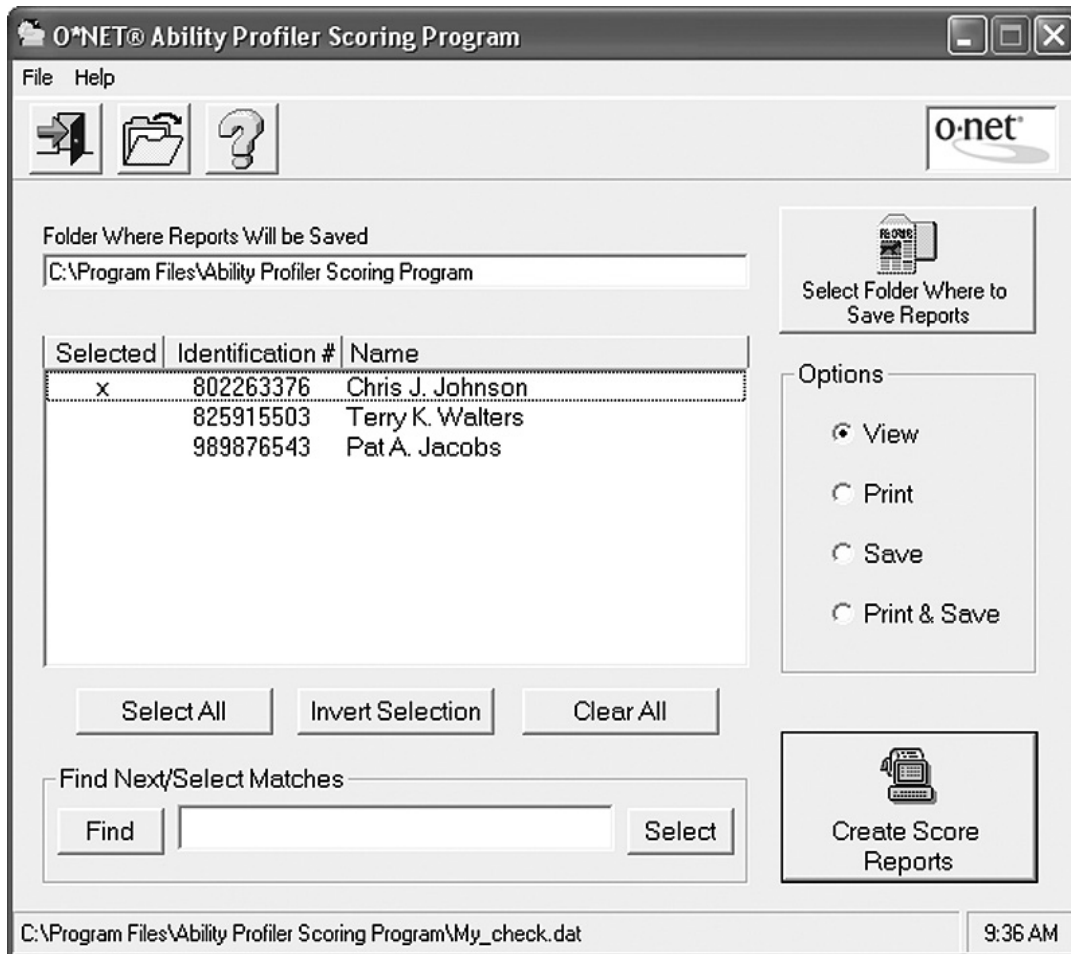 O*NET® Ability Profiler Scoring Program
File Help
o·net®
Folder Where Reports Will be Saved
C:\Program Files\Ability Profiler Scoring Program
Select Folder Where to
Save Reports
Selected Identification # Name
x 802263376 Chris J. Johnson
825915503 Terry K. Walters
989876543 Pat A. Jacobs
Options
View
Print
Save
Print & Save
Select All Invert Selection Clear All
Find Next/Select Matches
Find Select
Create Score
Reports
C:\Program Files\Ability Profiler Scoring Program\My_check.dat 9:36 AM